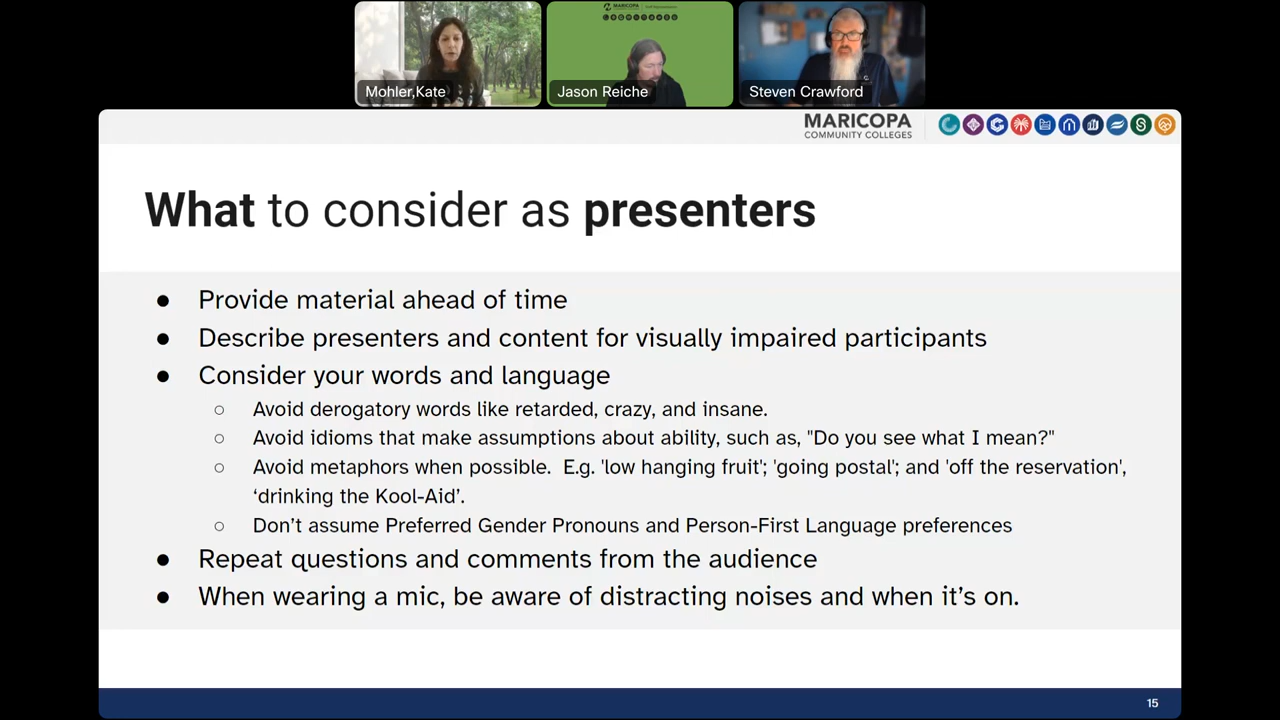 Mohler,Kate
Jason Reiche
Steven Crawford
MARICOPA
COMMUNITY COLLEGES
What to consider as presenters
● Provide material ahead of time
● Describe presenters and content for visually impaired participants
● Consider your words and language
○ Avoid derogatory words like retarded, crazy, and insane.
○ Avoid idioms that make assumptions about ability, such as, "Do you see what I mean?"
○ Avoid metaphors when possible.  E.g. 'low hanging fruit'; 'going postal'; and 'off the reservation',
‘drinking the Kool-Aid’.
○ Don’t assume Preferred Gender Pronouns and Person-First Language preferences
● Repeat questions and comments from the audience
● When wearing a mic, be aware of distracting noises and when it’s on.
15